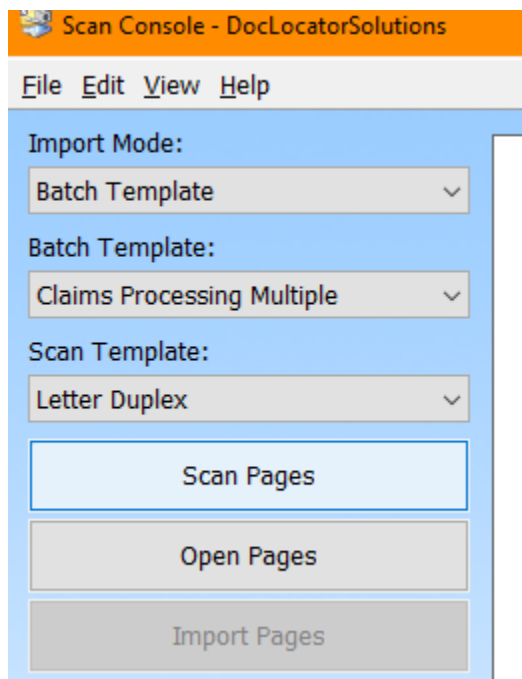 Scan Console - DocLocatorSolutions
File Edit View Help
Import Mode:
Batch Template
Batch Template:
Claims Processing Multiple
Scan Template:
Letter Duplex
Scan Pages
Open Pages
Import Pages